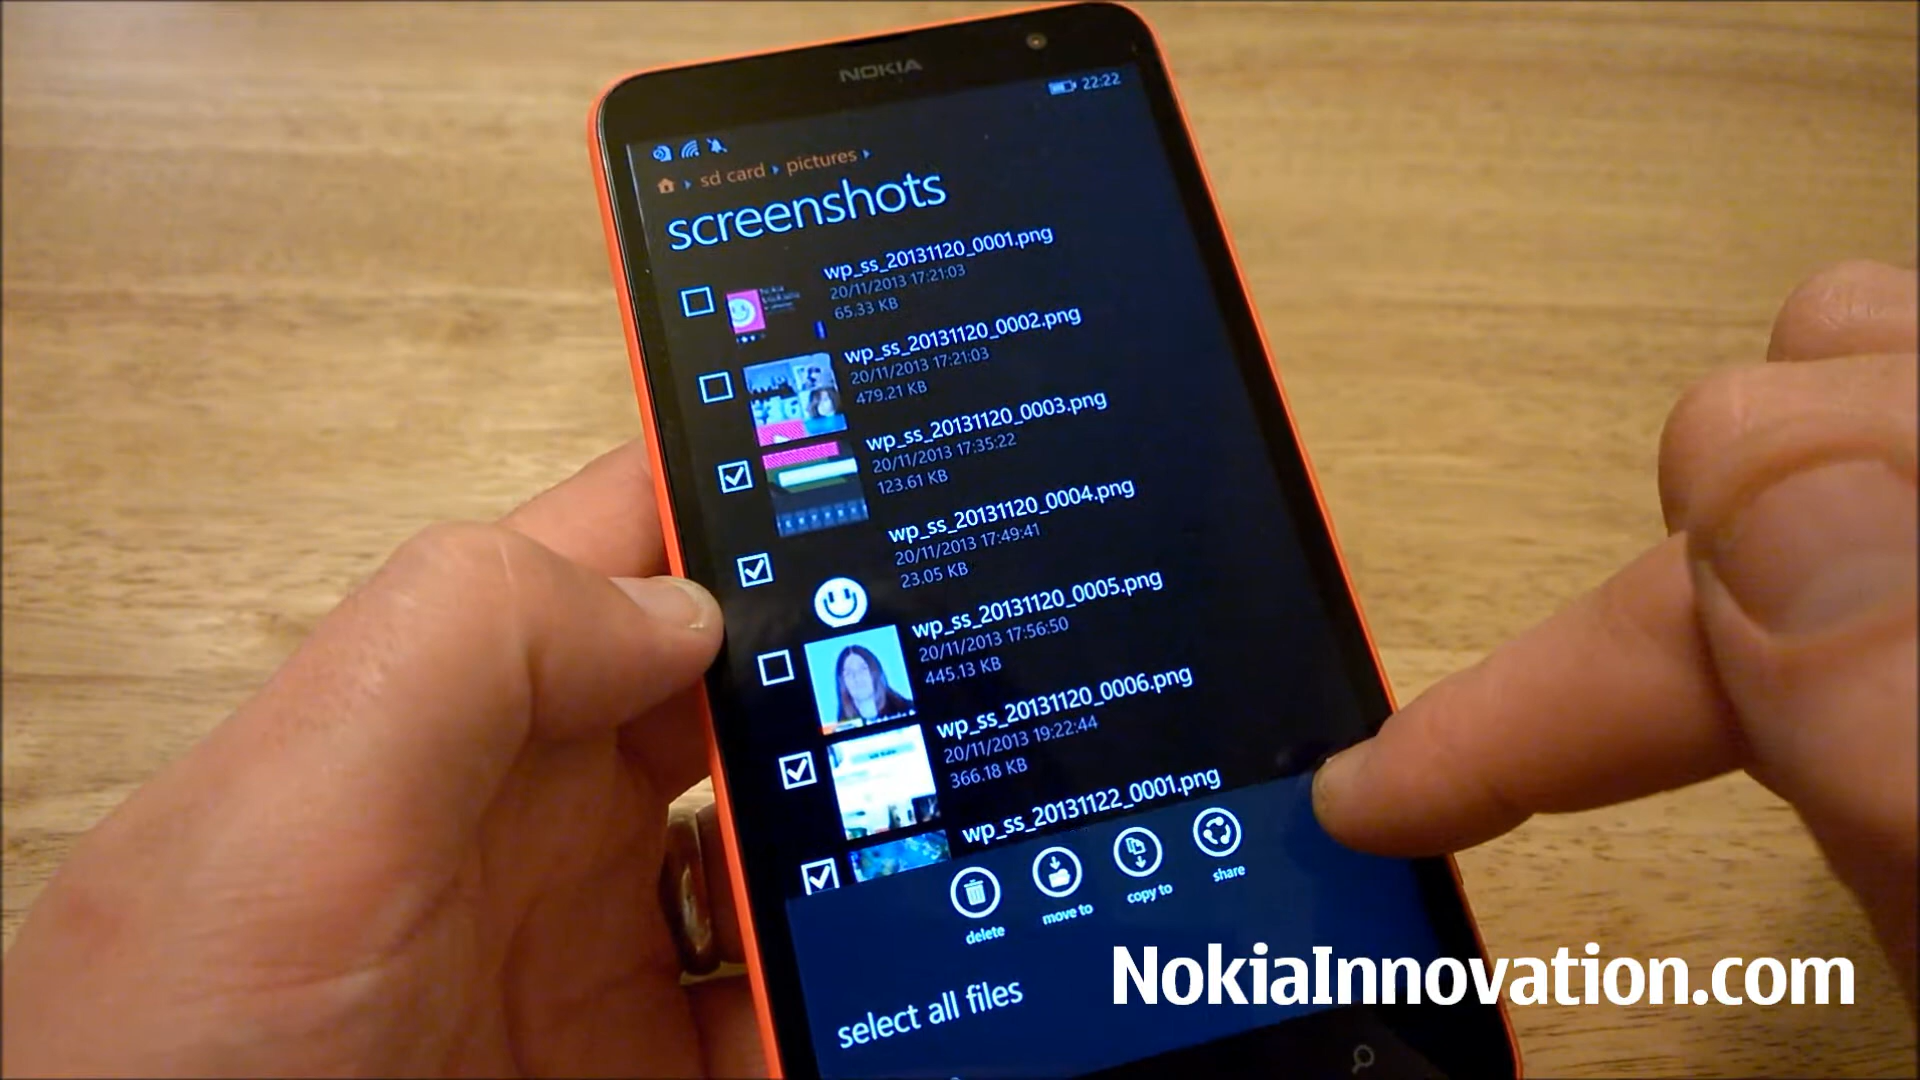 NOKIA
22:22
sd card pictures
screenshots
wp_ss_20131120_0001.png
20/11/2013 17:21:03
65.33 KB
wp_ss_20131120_0002.png
20/11/2013 17:21:03
479.21 KB
wp_ss_20131120_0003.png
20/11/2013 17:35:22
123.61 KB
wp_ss_20131120_0004.png
20/11/2013 17:49:41
23.05 KB
wp_ss_20131120_0005.png
20/11/2013 17:56:50
445.13 KB
wp_ss_20131120_0006.png
20/11/2013 19:22:44
366.18 KB
wp_ss_20131122_0001.png
delete move to copy to share
select all files
NokiaInnovation.com